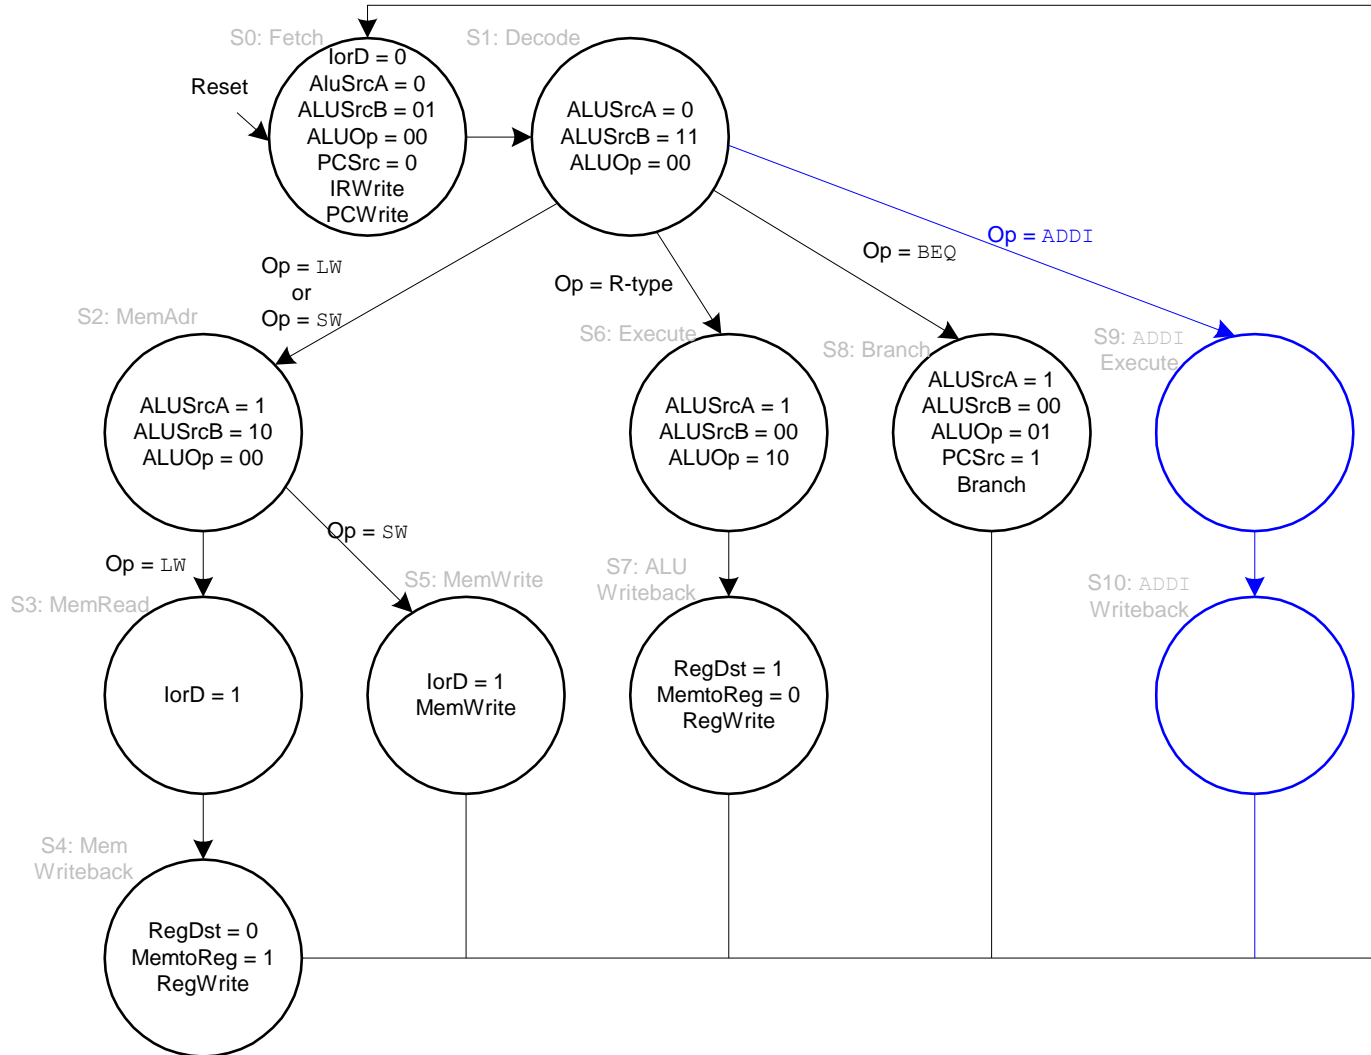 S0: Fetch
S1: Decode
Reset
IorD = 0
AluSrcA = 0
ALUSrcB = 01
ALUOp = 00
PCSrc = 0
IRWrite
PCWrite
ALUSrcA = 0
ALUSrcB = 11
ALUOp = 00
Op = LW
or
Op = SW
Op = R-type
Op = BEQ
Op = ADDI
S2: MemAdr
ALUSrcA = 1
ALUSrcB = 10
ALUOp = 00
S6: Execute
ALUSrcA = 1
ALUSrcB = 00
ALUOp = 10
S8: Branch
ALUSrcA = 1
ALUSrcB = 00
ALUOp = 01
PCSrc = 1
Branch
S9: ADDI
Execute
Op = LW
Op = SW
S3: MemRead
IorD = 1
S5: MemWrite
IorD = 1
MemWrite
S7: ALU
Writeback
RegDst = 1
MemtoReg = 0
RegWrite
S10: ADDI
Writeback
S4: Mem
Writeback
RegDst = 0
MemtoReg = 1
RegWrite